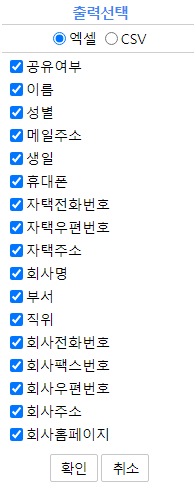 출력선택
엑셀 CSV
공유여부
이름
성별
메일주소
생일
휴대폰
자택전화번호
자택우편번호
자택주소
회사명
부서
직위
회사전화번호
회사팩스번호
회사우편번호
회사주소
회사홈페이지
확인 취소